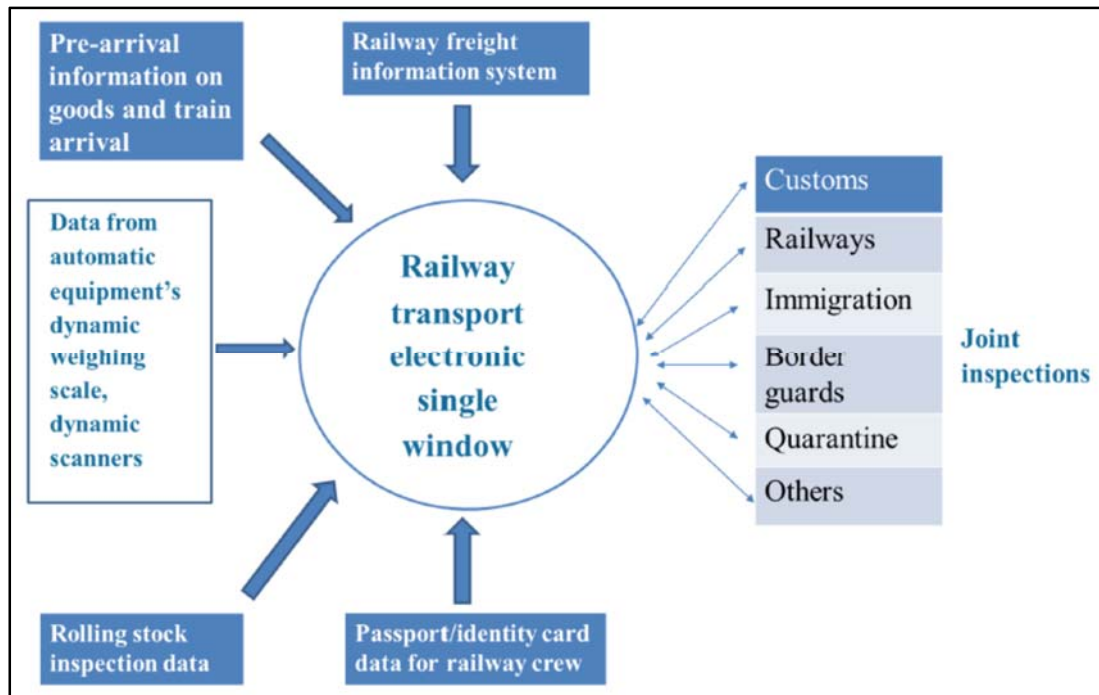 Pre-arrival
information on
goods and train
arrival
Railway freight
information system
Data from
automatic
equipment's
dynamic
weighing
scale,
dynamic
scanners
Railway
transport
electronic
single
window
Customs
Railways
Immigration
Border
guards
Quarantine
Others
Joint
inspections
Rolling stock
inspection data
Passport/identity card
data for railway crew